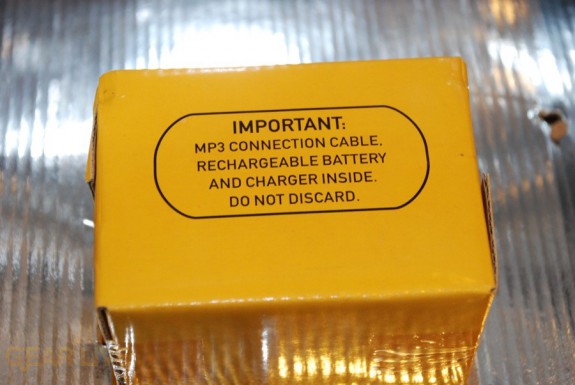 IMPORTANT:
MP3 CONNECTION CABLE.
RECHARGEABLE BATTERY
AND CHARGER INSIDE.
DO NOT DISCARD.